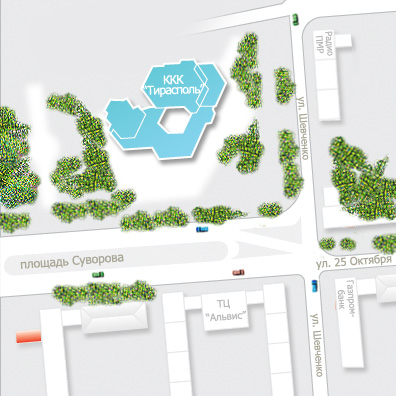 Радио
ПМР
ККК
"Тирасполь"
ул. Шевченко
площадь Суворова
ул. 25 Октября
ТЦ
"Альвис"
Газпром-
банк
ул. Шевченко